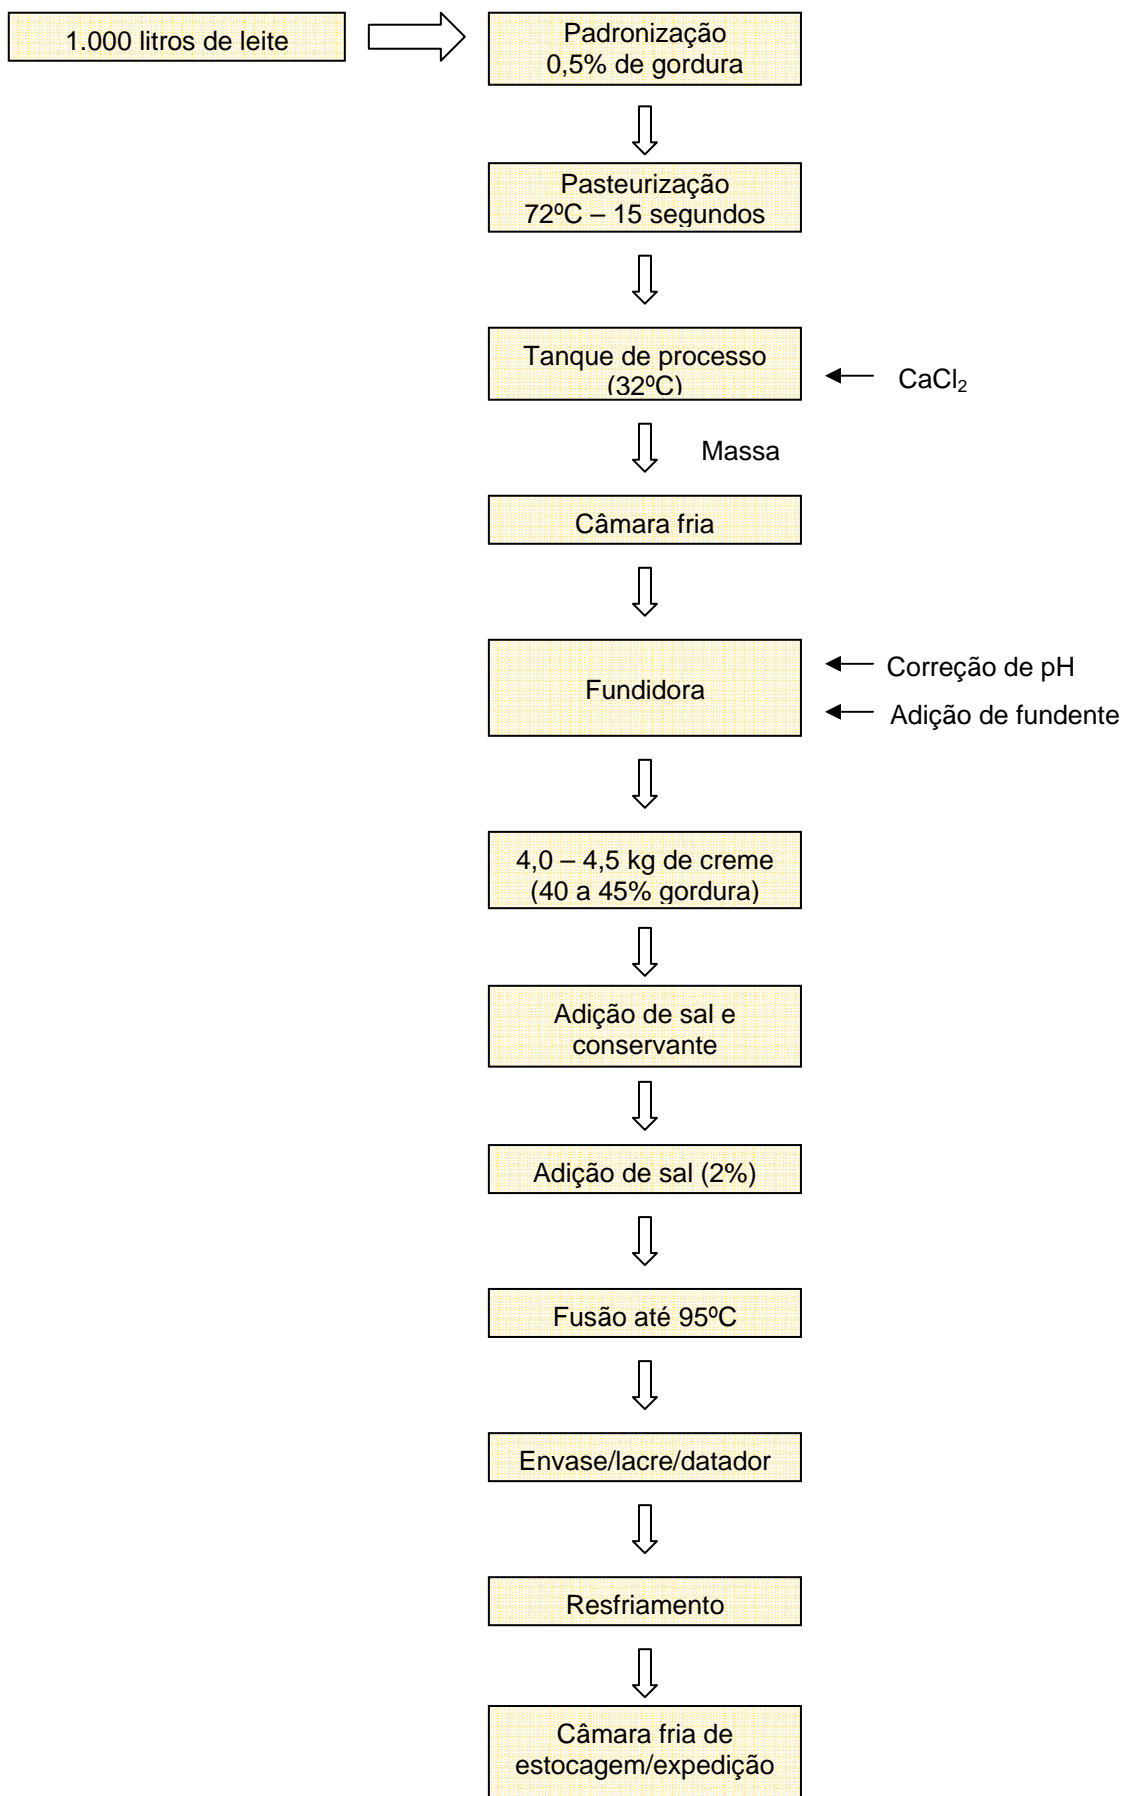 1.000 litros de leite
Padronização
0,5% de gordura
Pasteurização
72ºC – 15 segundos
Tanque de processo
(32ºC)
CaCl₂
Massa
Câmara fria
Fundidora
Correção de pH
Adição de fundente
4,0 – 4,5 kg de creme
(40 a 45% gordura)
Adição de sal e
conservante
Adição de sal (2%)
Fusão até 95ºC
Envase/lacre/datador
Resfriamento
Câmara fria de
estocagem/expedição